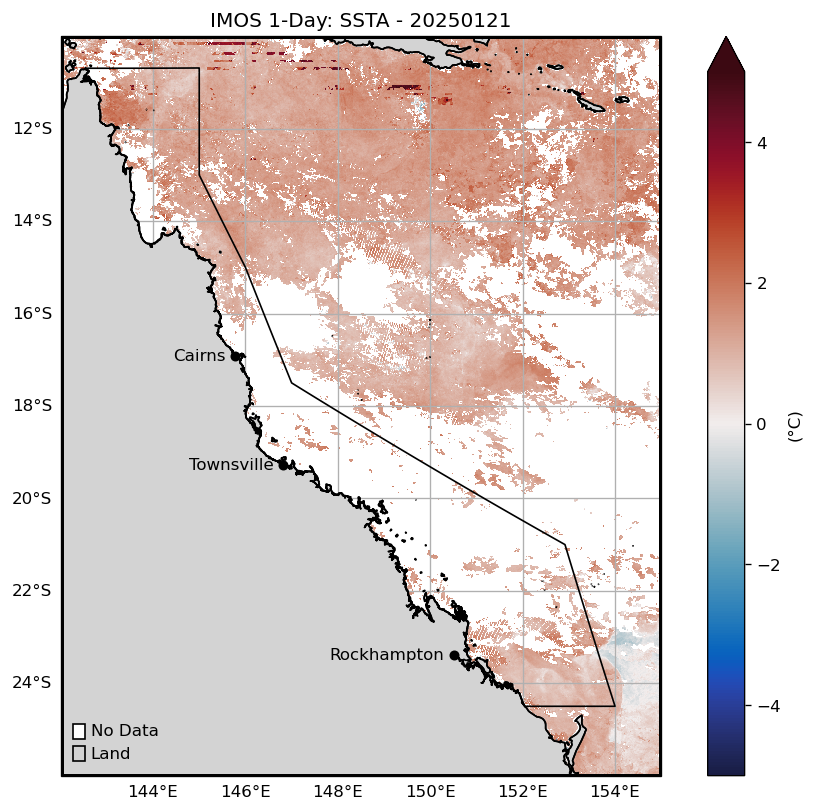 IMOS 1-Day: SSTA - 20250121
12°S
14°S
16°S
18°S
20°S
22°S
24°S
Cairns
Townsville
Rockhampton
No Data
Land
144°E 146°E 148°E 150°E 152°E 154°E
4
2
0
−2
−4
(°C)